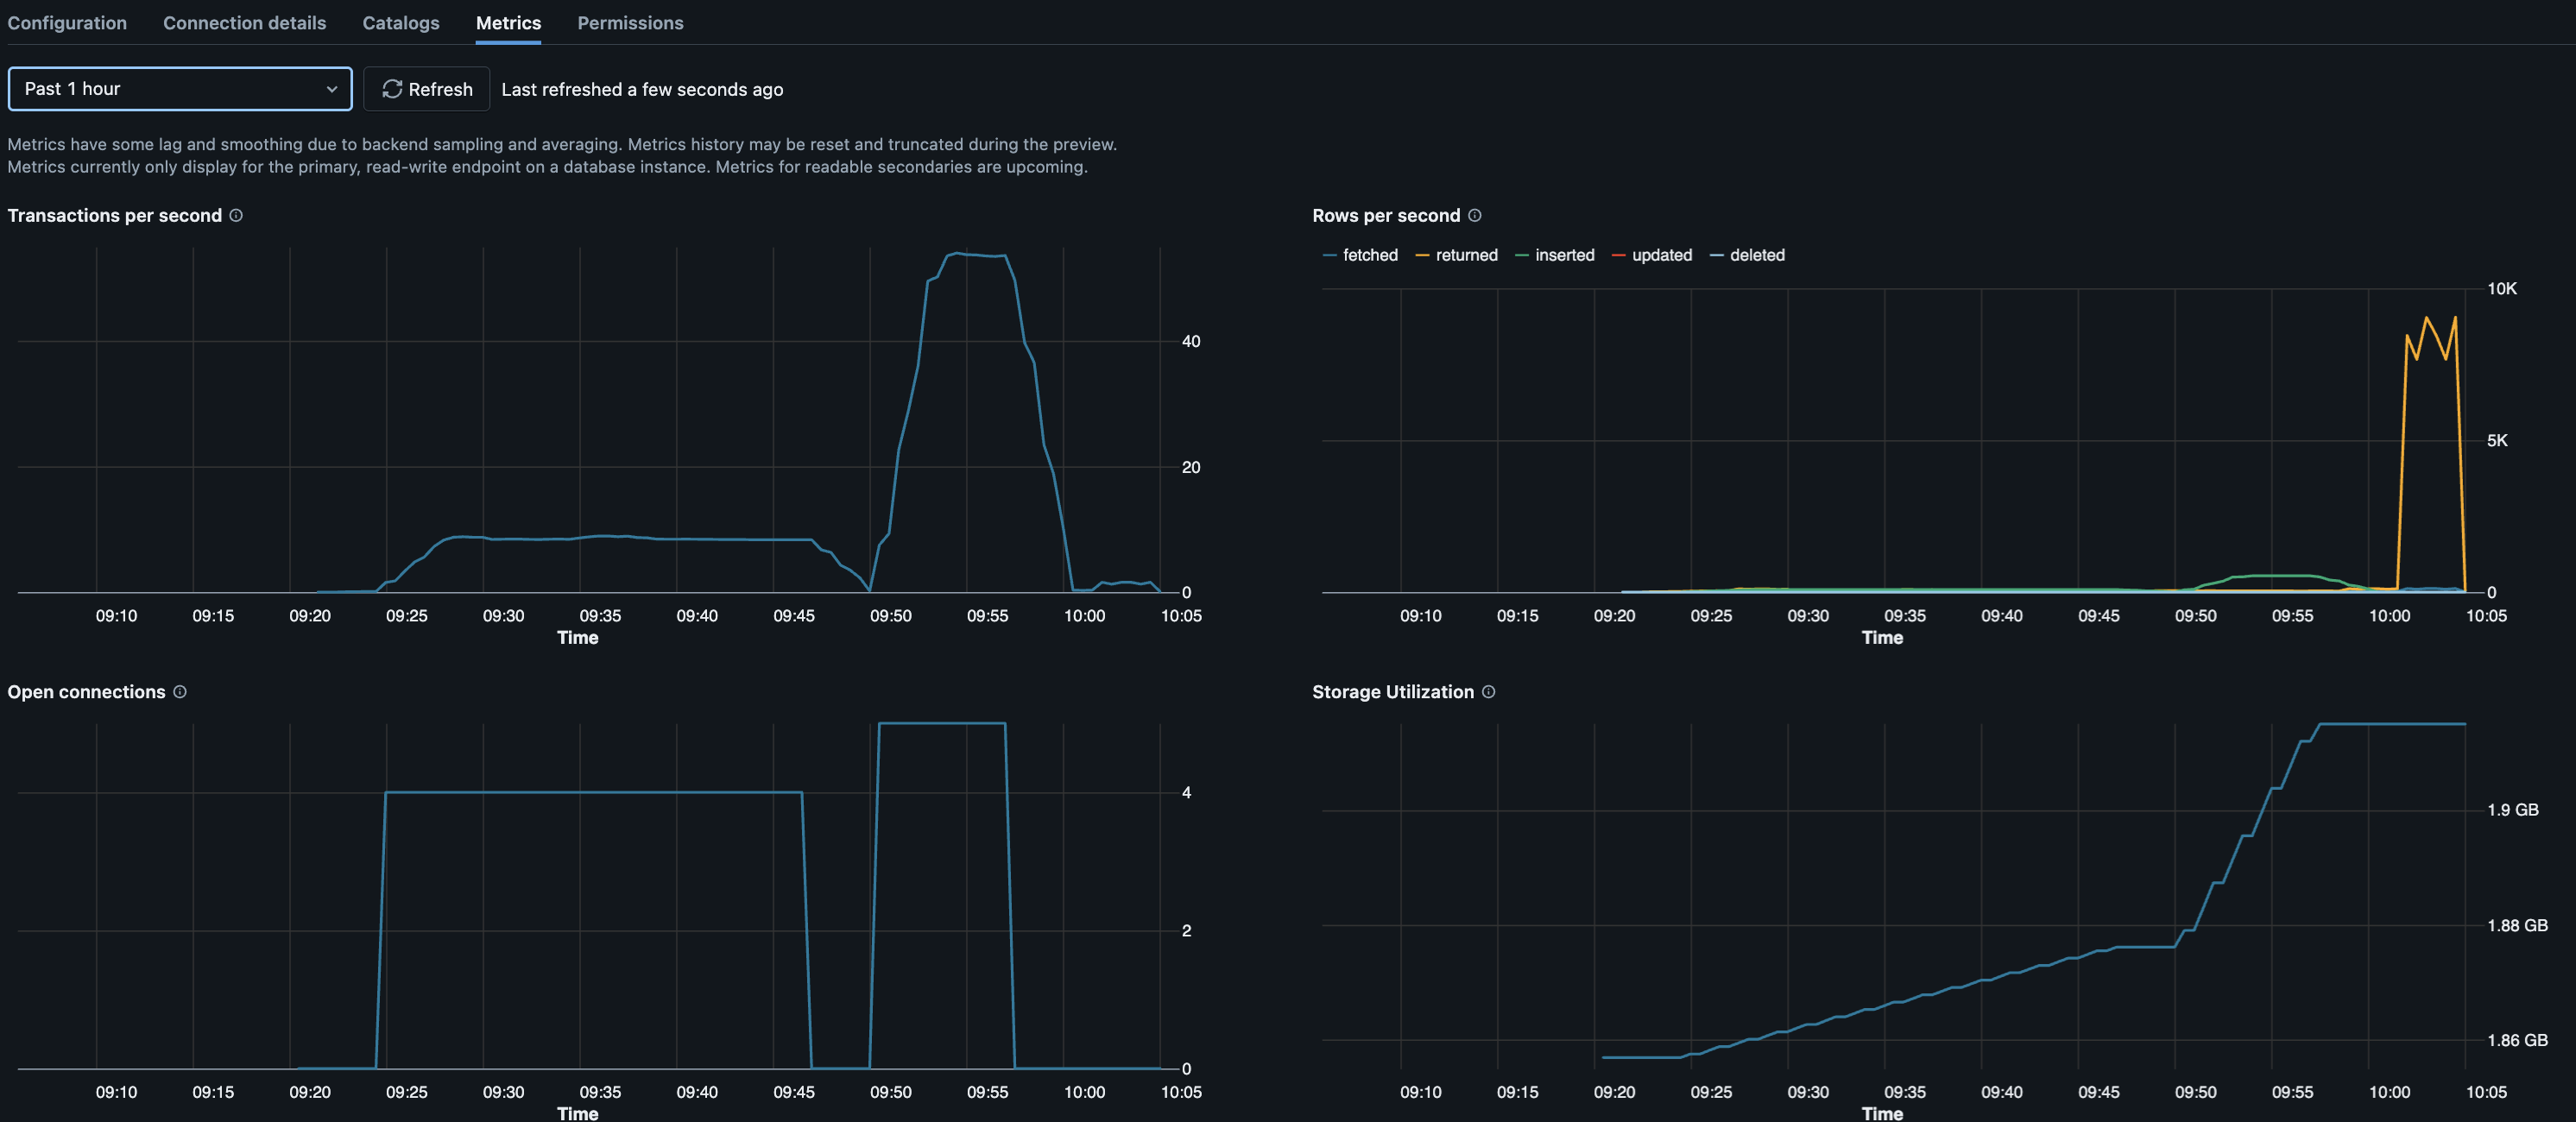 Configuration Connection details Catalogs Metrics Permissions
Past 1 hour Refresh Last refreshed a few seconds ago
Metrics have some lag and smoothing due to backend sampling and averaging. Metrics history may be reset and truncated during the preview.
Metrics currently only display for the primary, read-write endpoint on a database instance. Metrics for readable secondaries are upcoming.
Transactions per second
40
20
0
09:10 09:15 09:20 09:25 09:30 09:35 09:40 09:45 09:50 09:55 10:00 10:05
Time
Rows per second
fetched returned inserted updated deleted
10K
5K
0
09:10 09:15 09:20 09:25 09:30 09:35 09:40 09:45 09:50 09:55 10:00 10:05
Time
Open connections
4
2
0
09:10 09:15 09:20 09:25 09:30 09:35 09:40 09:45 09:50 09:55 10:00 10:05
Time
Storage Utilization
1.9 GB
1.88 GB
1.86 GB
09:10 09:15 09:20 09:25 09:30 09:35 09:40 09:45 09:50 09:55 10:00 10:05
Time